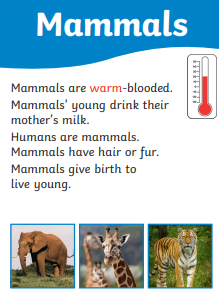 Mammals
Mammals are warm-blooded.
Mammals' young drink their
mother's milk.
Humans are mammals.
Mammals have hair or fur.
Mammals give birth to
live young.